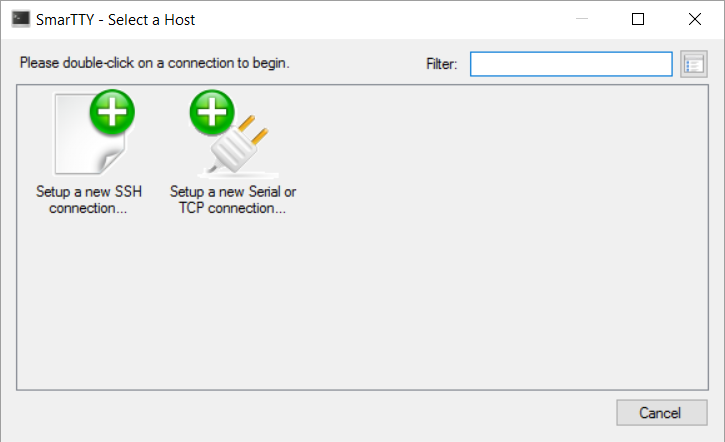 SmarTTY - Select a Host
Please double-click on a connection to begin.
Filter:
Setup a new SSH
connection...
Setup a new Serial or
TCP connection...
Cancel